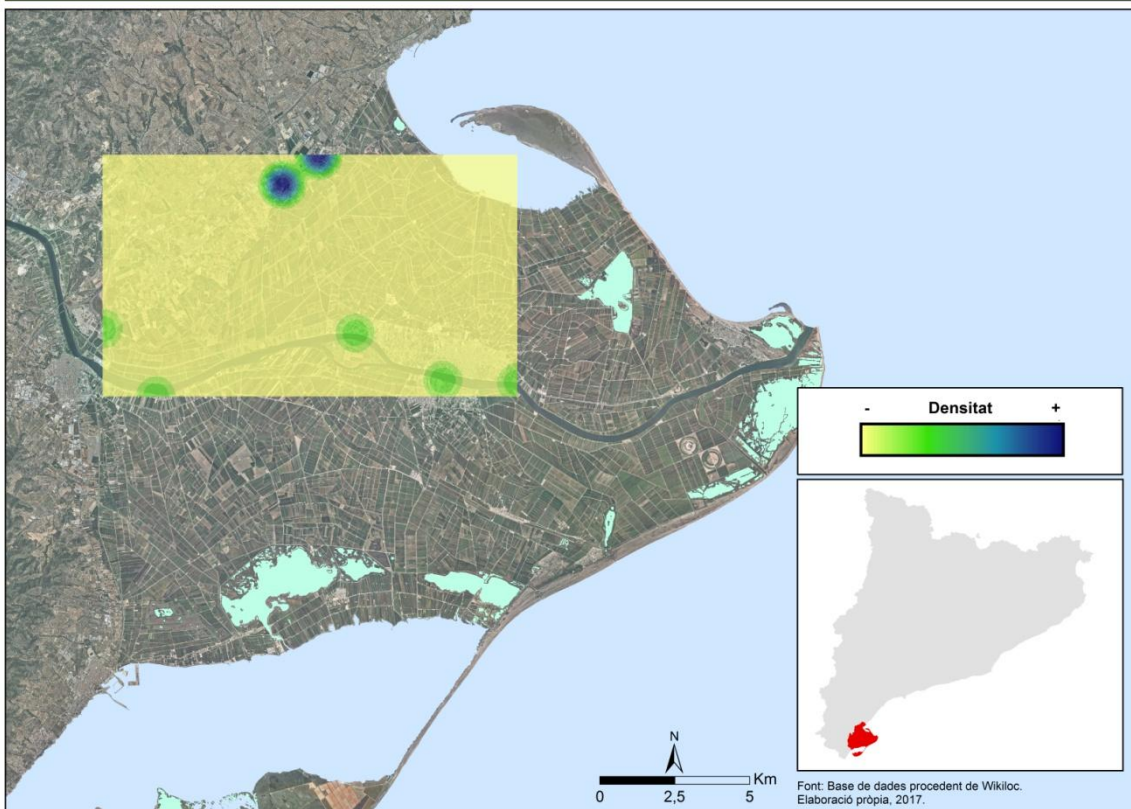 - Densitat +
N
Km
0 2,5 5
Font: Base de dades procedent de Wikiloc.
Elaboració pròpia, 2017.